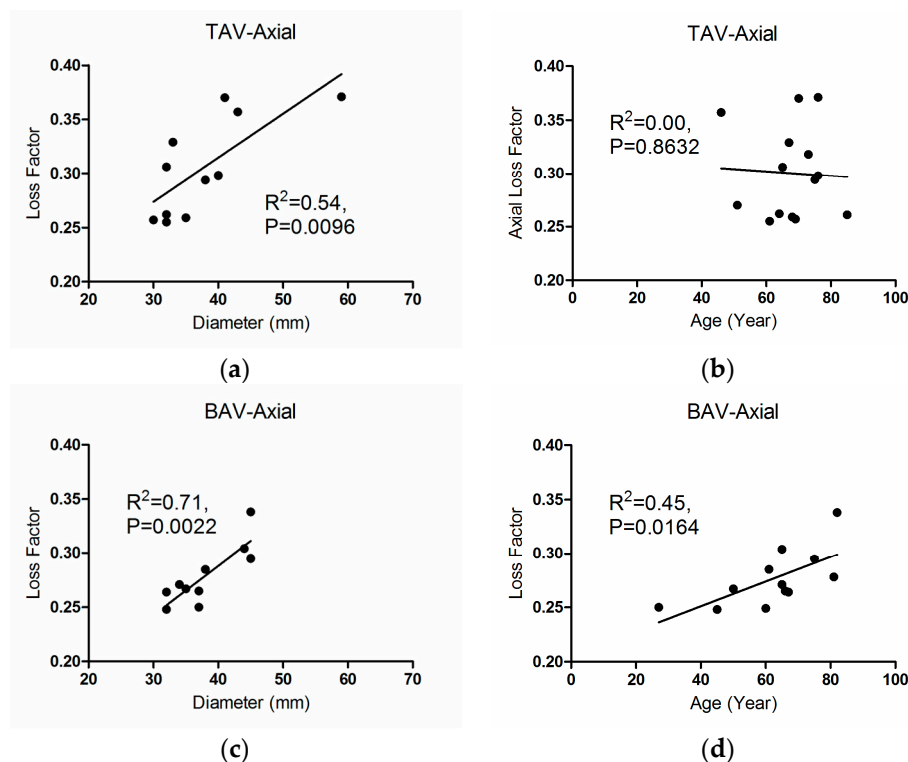 TAV-Axial
0.40
0.35
0.30
0.25
0.20
Loss Factor
R²=0.54,
P=0.0096
20 30 40 50 60 70
Diameter (mm)
(a)
TAV-Axial
0.40
0.35
0.30
0.25
0.20
Axial Loss Factor
R²=0.00,
P=0.8632
0 20 40 60 80 100
Age (Year)
(b)
BAV-Axial
0.40
0.35
0.30
0.25
0.20
Loss Factor
R²=0.71,
P=0.0022
20 30 40 50 60 70
Diameter (mm)
(c)
BAV-Axial
0.40
0.35
0.30
0.25
0.20
Loss Factor
R²=0.45,
P=0.0164
0 20 40 60 80 100
Age (Year)
(d)